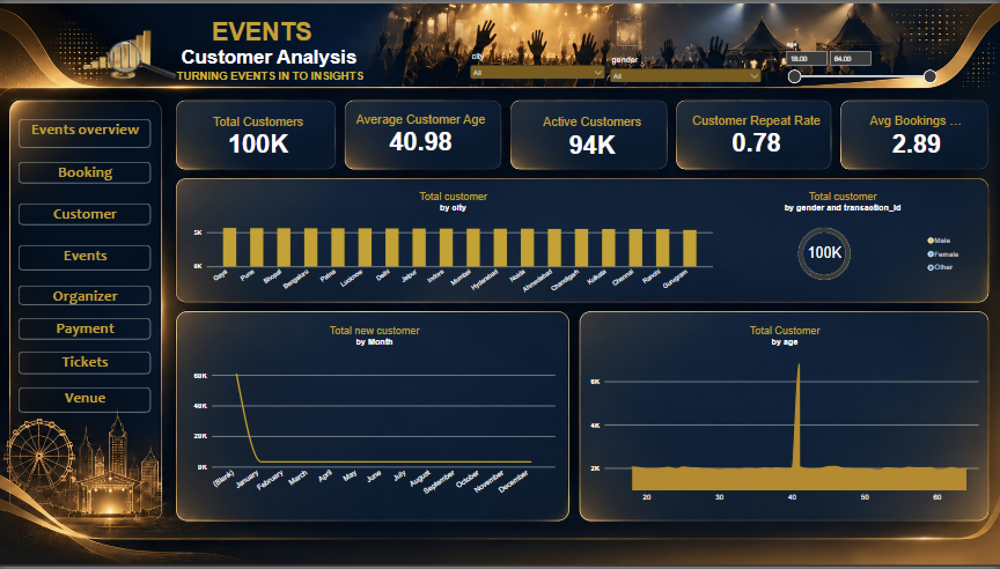 EVENTS
Customer Analysis
TURNING EVENTS IN TO INSIGHTS
city
All
gender
All
age
18.00
64.00
Events overview
Booking
Customer
Events
Organizer
Payment
Tickets
Venue
Total Customers
100K
Average Customer Age
40.98
Active Customers
94K
Customer Repeat Rate
0.78
Avg Bookings ...
2.89
Total customer
by city
5K
0K
Gaya
Pune
Bhopal
Bengaluru
Patna
Lucknow
Delhi
Jaipur
Indore
Mumbai
Hyderabad
Noida
Ahmedabad
Chandigarh
Kolkata
Chennai
Ranchi
Gurugram
Total customer
by gender and transaction_id
100K
Male
Female
Other
Total new customer
by Month
60K
40K
20K
0K
(Blank)
January
February
March
April
May
June
July
August
September
October
November
December
Total Customer
by age
6K
4K
2K
20
30
40
50
60